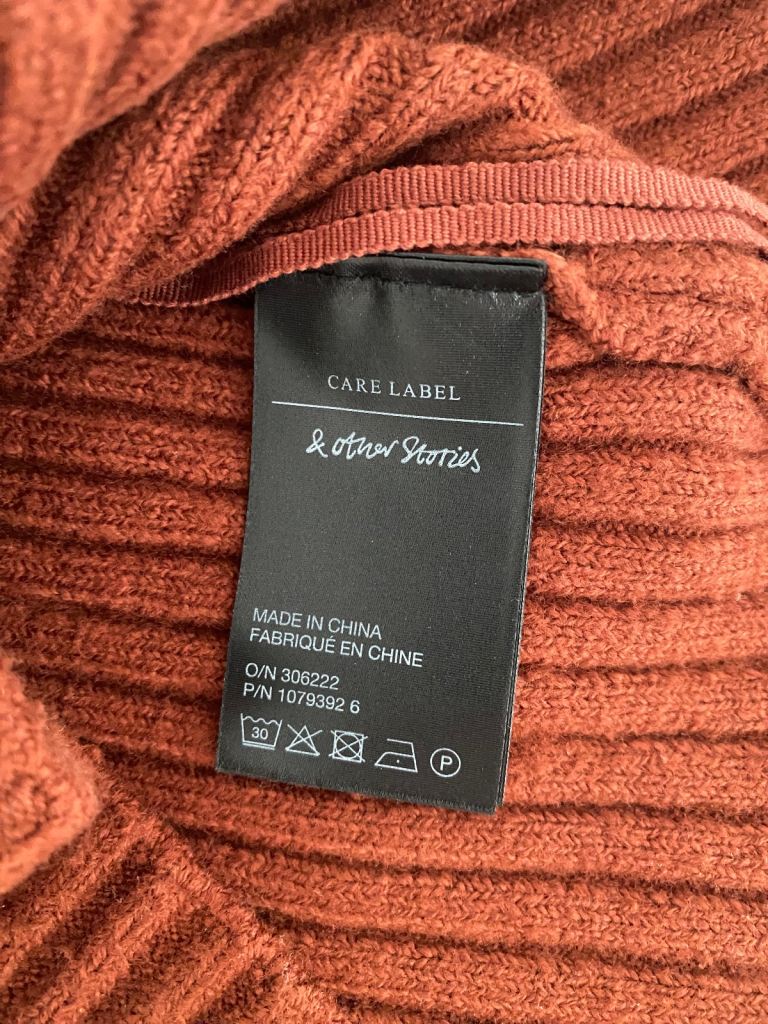 CARE LABEL
& other Stories
MADE IN CHINA
FABRIQUÉ EN CHINE
O/N 306222
P/N 1079392 6
30 P